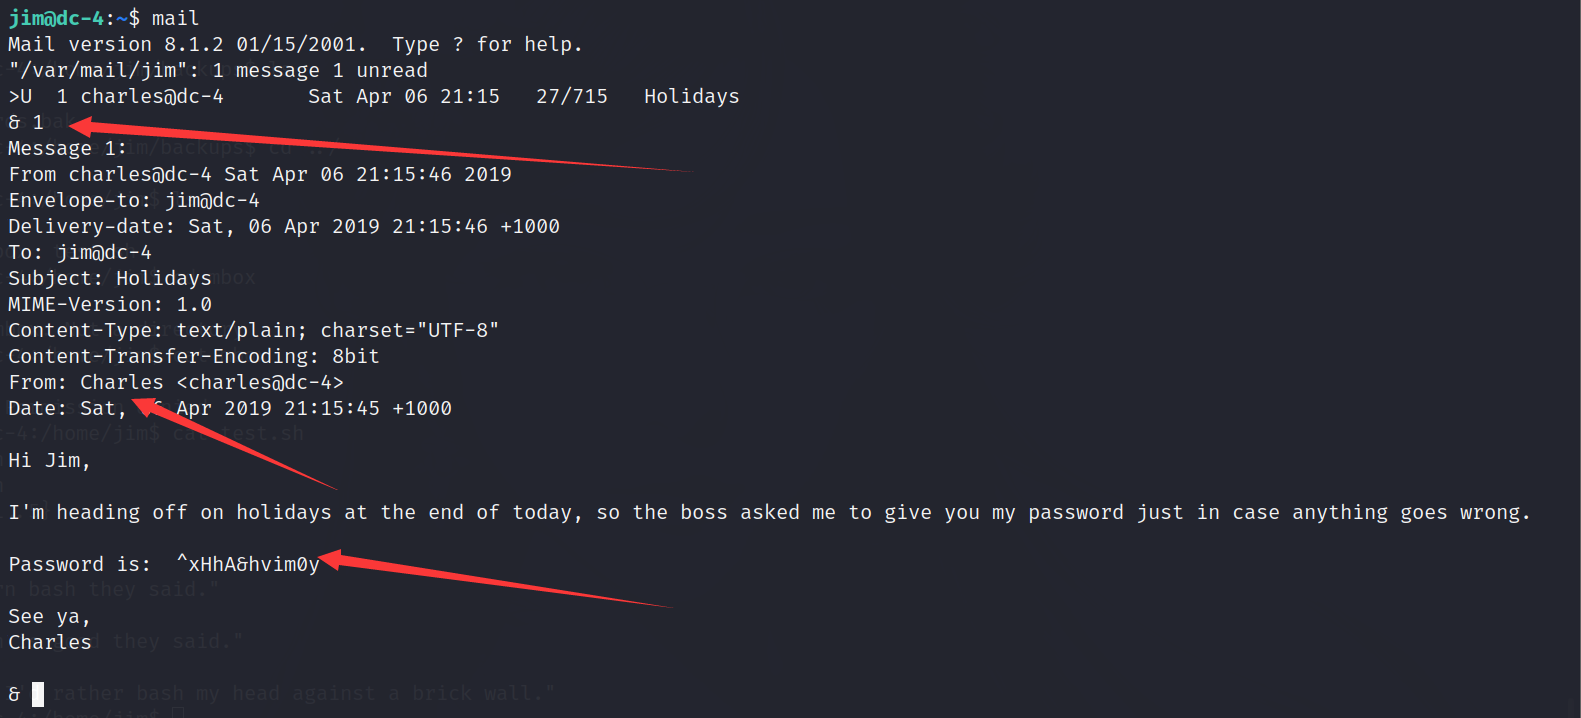 jim@dc-4:~$ mail
Mail version 8.1.2 01/15/2001.  Type ? for help.
"/var/mail/jim": 1 message 1 unread
>U  1 charles@dc-4       Sat Apr 06 21:15   27/715   Holidays
& 1
Message 1:
From charles@dc-4 Sat Apr 06 21:15:46 2019
Envelope-to: jim@dc-4
Delivery-date: Sat, 06 Apr 2019 21:15:46 +1000
To: jim@dc-4
Subject: Holidays
MIME-Version: 1.0
Content-Type: text/plain; charset="UTF-8"
Content-Transfer-Encoding: 8bit
From: Charles <charles@dc-4>
Date: Sat, 06 Apr 2019 21:15:45 +1000
Hi Jim,
I'm heading off on holidays at the end of today, so the boss asked me to give you my password just in case anything goes wrong.
Password is:  ^xHhA&hvim0y
See ya,
Charles
&